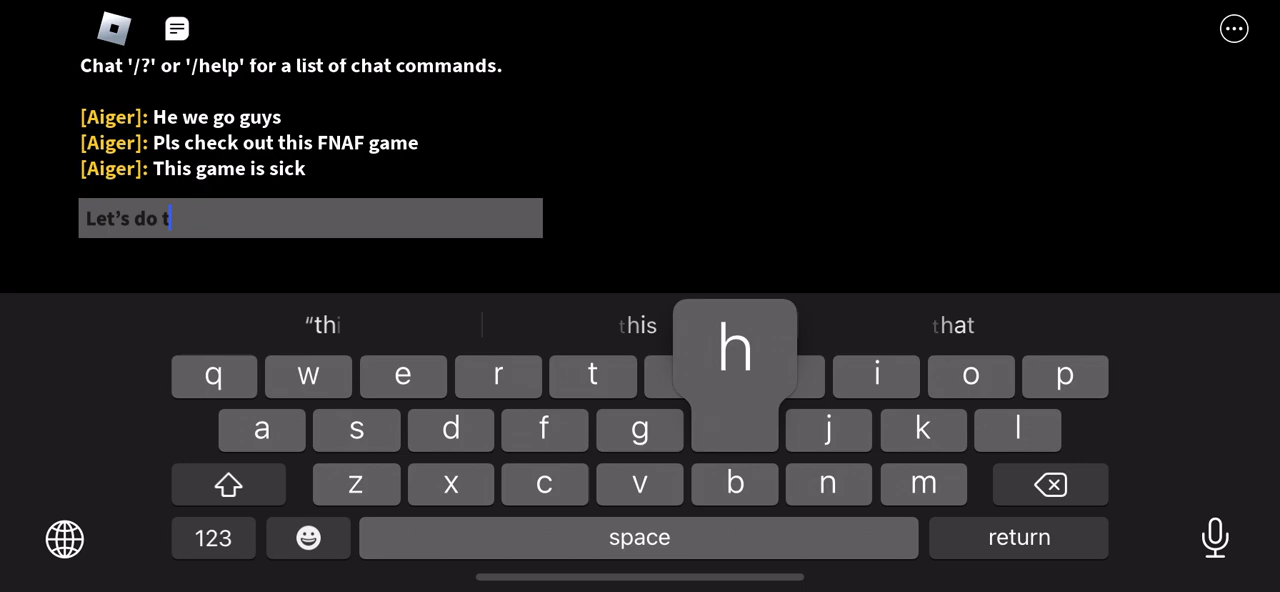 Chat '/?' or '/help' for a list of chat commands.
[Aiger]: He we go guys
[Aiger]: Pls check out this FNAF game
[Aiger]: This game is sick
Let’s do t
“thi this that
h
q w e r t i o p
a s d f g j k l
z x c v b n m
123 space return